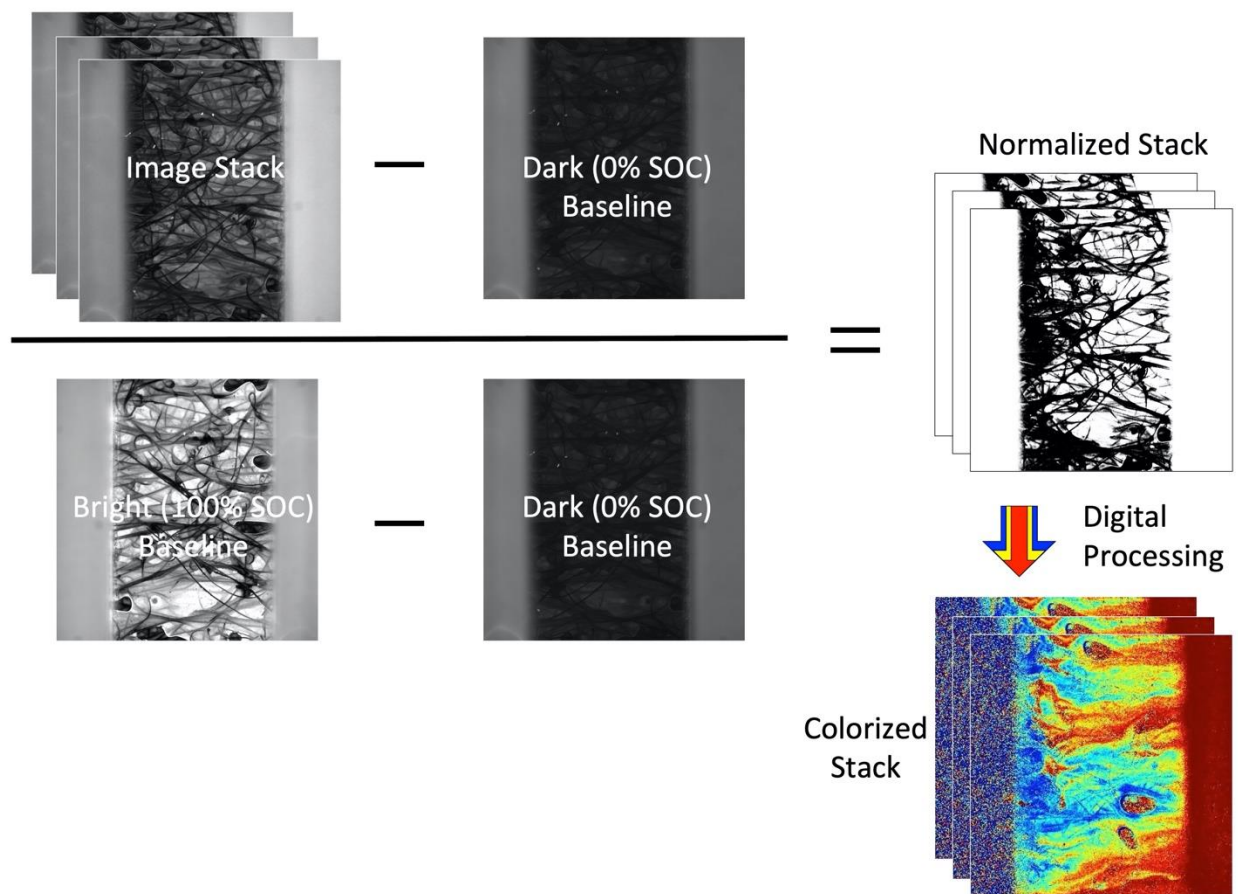 Image Stack
Dark (0% SOC)
Baseline
Bright (100% SOC)
Baseline
Dark (0% SOC)
Baseline
Normalized Stack
Digital
Processing
Colorized
Stack